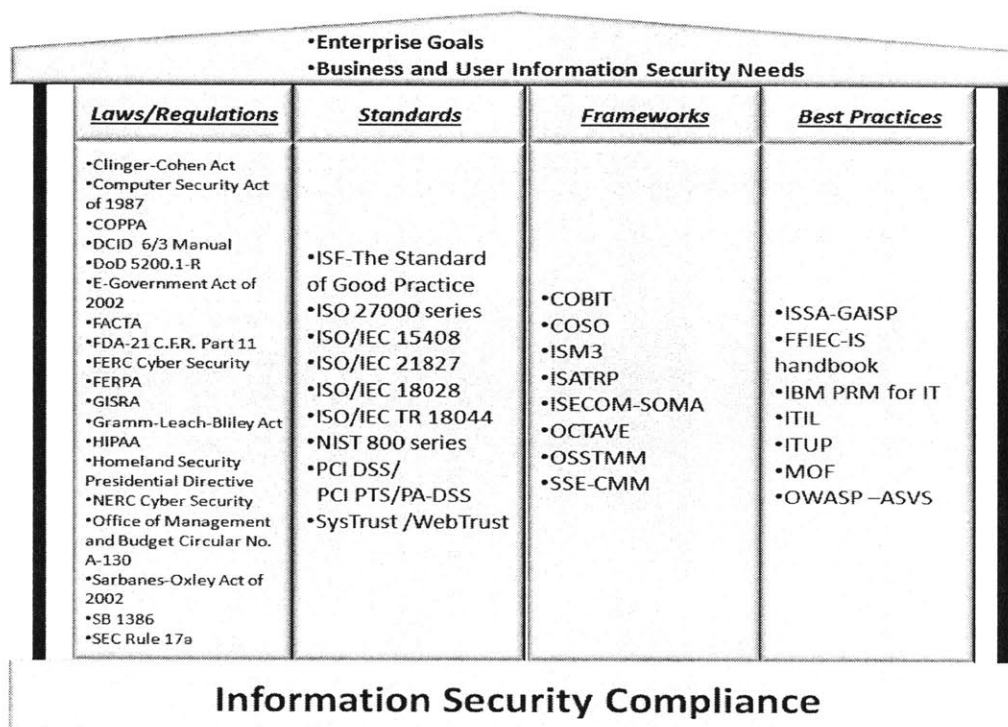 •Enterprise Goals
•Business and User Information Security Needs
Laws/Regulations
•Clinger-Cohen Act
•Computer Security Act
of 1987
•COPPA
•DCID 6/3 Manual
•DoD 5200.1-R
•E-Government Act of
2002
•FACTA
•FDA-21 C.F.R. Part 11
•FERC Cyber Security
•FERPA
•GISRA
•Gramm-Leach-Bliley Act
•HIPAA
•Homeland Security
Presidential Directive
•NERC Cyber Security
•Office of Management
and Budget Circular No.
A-130
•Sarbanes-Oxley Act of
2002
•SB 1386
•SEC Rule 17a
Standards
•ISF-The Standard
of Good Practice
•ISO 27000 series
•ISO/IEC 15408
•ISO/IEC 21827
•ISO/IEC 18028
•ISO/IEC TR 18044
•NIST 800 series
•PCI DSS/
PCI PTS/PA-DSS
•SysTrust /WebTrust
Frameworks
•COBIT
•COSO
•ISM3
•ISATRP
•ISECOM-SOMA
•OCTAVE
•OSSTMM
•SSE-CMM
Best Practices
•ISSA-GAISP
•FFIEC-IS
handbook
•IBM PRM for IT
•ITIL
•ITUP
•MOF
•OWASP –ASVS
Information Security Compliance